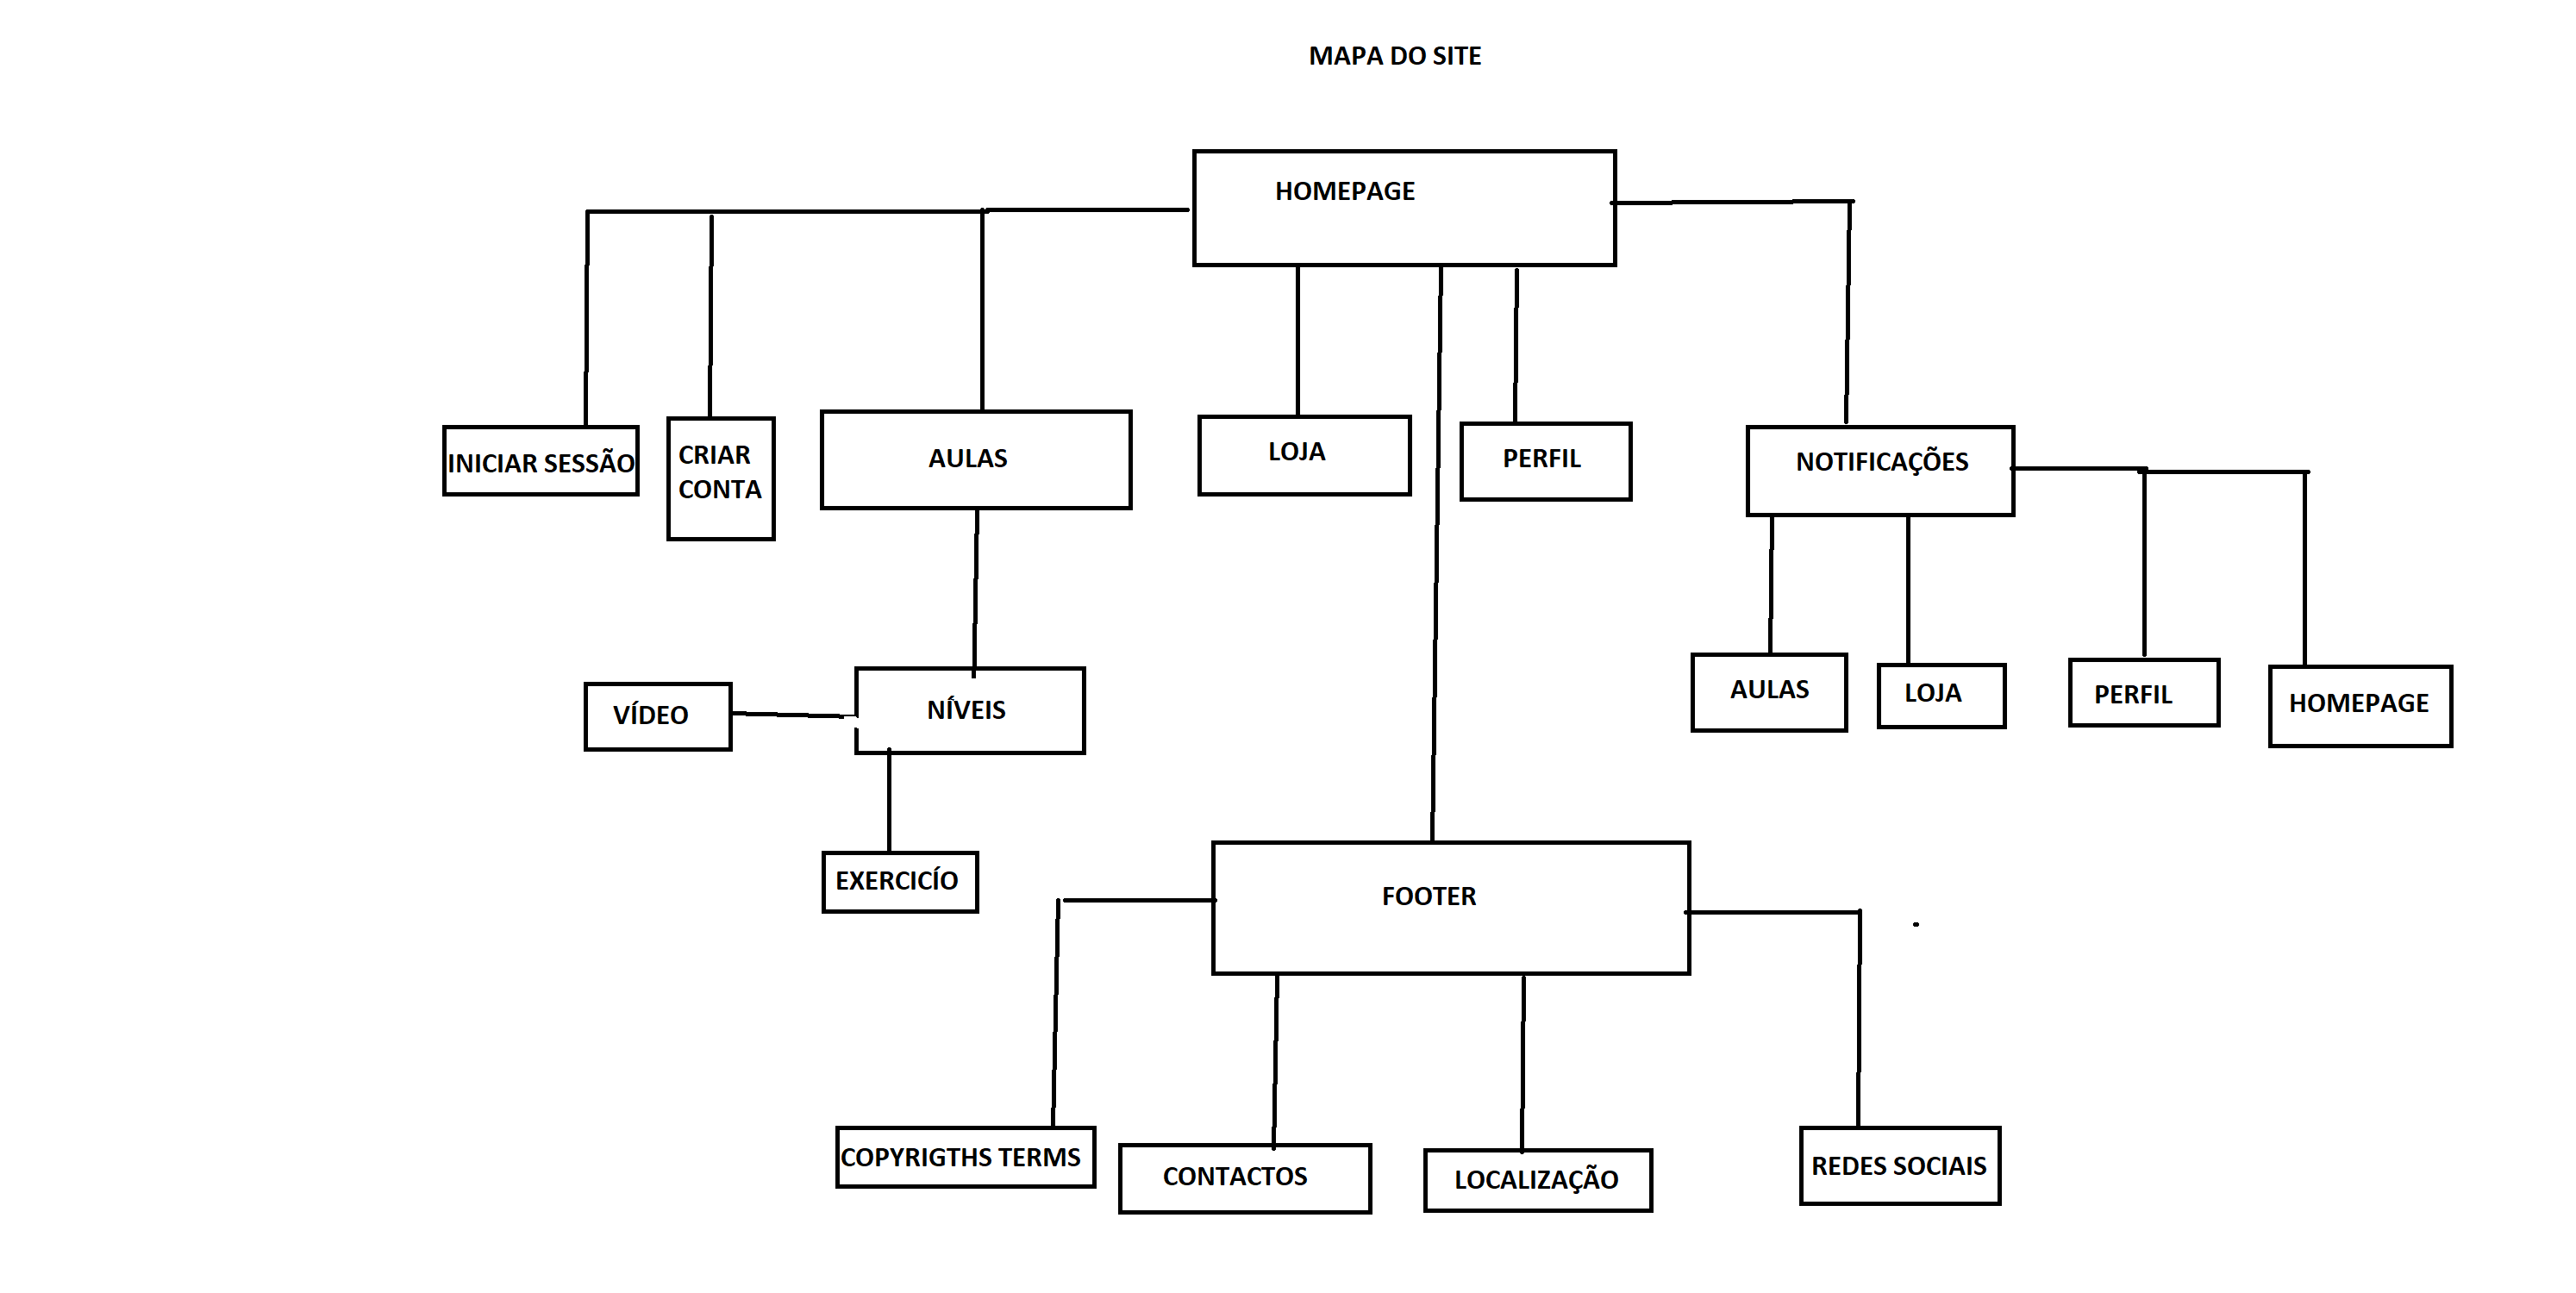 MAPA DO SITE
HOMEPAGE
INICIAR SESSÃO
CRIAR
CONTA
AULAS
LOJA
PERFIL
NOTIFICAÇÕES
VÍDEO
NÍVEIS
AULAS
LOJA
PERFIL
HOMEPAGE
EXERCICÍO
FOOTER
COPYRIGTHS TERMS
CONTACTOS
LOCALIZAÇÃO
REDES SOCIAIS